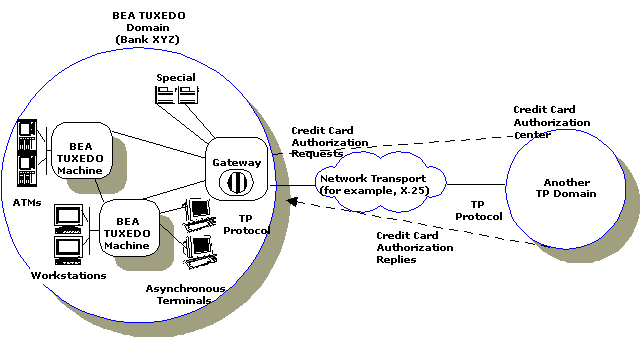 BEA TUXEDO
Domain
(Bank XYZ)
Special
Credit Card
Authorization
Center
Credit Card
Authorization
Requests
BEA
TUXEDO
Machine
Gateway
Network Transport
(for example, X.25)
Another
TP Domain
ATMs
BEA
TUXEDO
Machine
TP
Protocol
TP
Protocol
Credit Card
Authorization
Replies
Workstations
Asynchronous
Terminals